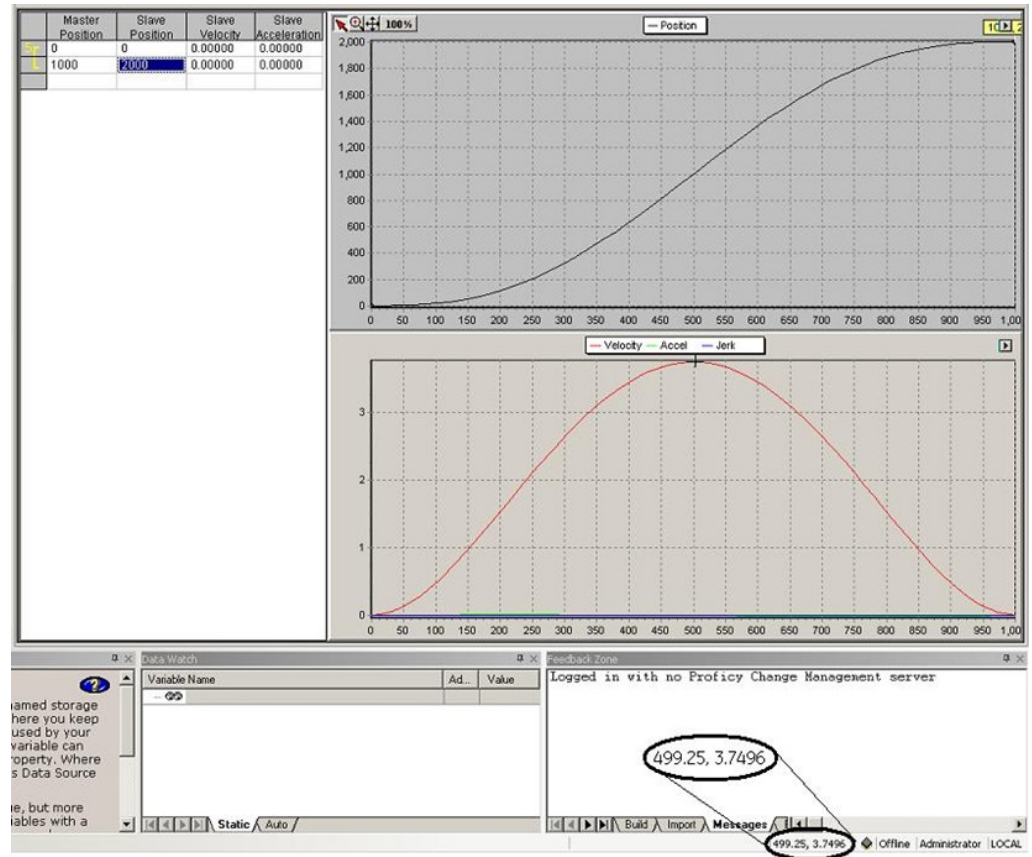 Master Position Slave Position Slave Velocity Slave Acceleration
0 0 0.00000 0.00000
1000 2000 0.00000 0.00000
100%
Position
2,000
1,800
1,600
1,400
1,200
1,000
800
600
400
200
0
0 50 100 150 200 250 300 350 400 450 500 550 600 650 700 750 800 850 900 950 1,00
Velocity Accel Jerk
3
2
1
0
0 50 100 150 200 250 300 350 400 450 500 550 600 650 700 750 800 850 900 950 1,00
amed storage
here you keep
used by your
variable can
roperty. Where
s Data Source
ue, but more
iables with a
Data Watch
Variable Name Ad... Value
Static Auto
Feedback Zone
Logged in with no Proficy Change Management server
499.25, 3.7496
Build Import Messages
499.25, 3.7496 Offline Administrator LOCAL